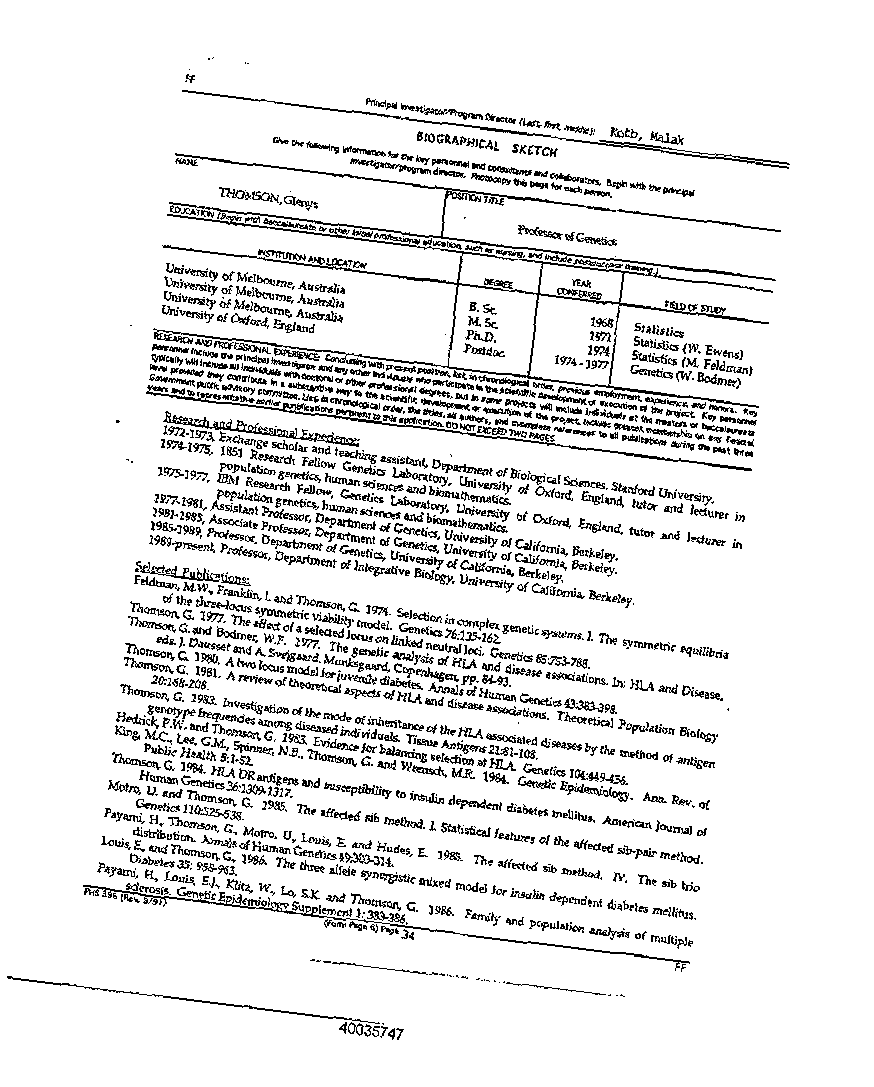 FF
Principal Investigator/Program Director (Last, first, middle): Kotb, Malak
BIOGRAPHICAL SKETCH
Give the following information for the key personnel and consultants and collaborators. Begin with the principal
investigator/program director. Photocopy this page for each person.
NAME
POSITION TITLE
THOMSON, Glenys
Professor of Genetics
EDUCATION (Begin with baccalaureate or other initial professional education, such as nursing, and include postdoctoral training.)
INSTITUTION AND LOCATION
DEGREE
YEAR CONFERRED
FIELD OF STUDY
University of Melbourne, Australia B. Sc. 1968 Statistics
University of Melbourne, Australia M. Sc. 1971 Statistics (W. Ewens)
University of Melbourne, Australia Ph.D. 1974 Statistics (M. Feldman)
University of Oxford, England Postdoc 1974 - 1977 Genetics (W. Bodmer)
RESEARCH AND PROFESSIONAL EXPERIENCE: Concluding with present position, list, in chronological order, previous employment, experience, and honors. Key
personnel include the principal investigator and any other individuals who participate in the scientific development or execution of the project. Key personnel
typically will include all individuals with doctoral or other professional degrees, but in some projects will include individuals at the masters or baccalaureate
level provided they contribute in a substantive way to the scientific development or execution of the project. Include present membership on any Federal
Government public advisory committee. List, in chronological order, the titles, all authors, and complete references to all publications during the past three
years and to representative earlier publications pertinent to this application. DO NOT EXCEED TWO PAGES.
Research and Professional Experience:
1972-1973, Exchange scholar and teaching assistant, Department of Biological Sciences, Stanford University.
1974-1975, 1851 Research Fellow Genetics Laboratory, University of Oxford, England, tutor and lecturer in
population genetics, human sciences and biomathematics.
1975-1977, IBM Research Fellow, Genetics Laboratory, University of Oxford, England, tutor and lecturer in
population genetics, human sciences and biomathematics.
1977-1981, Assistant Professor, Department of Genetics, University of California, Berkeley.
1981-1985, Associate Professor, Department of Genetics, University of California, Berkeley.
1985-1989, Professor, Department of Genetics, University of California, Berkeley.
1989-present, Professor, Department of Integrative Biology, University of California, Berkeley.
Selected Publications:
Feldman, M.W., Franklin, I. and Thomson, G. 1974. Selection in complex genetic systems. I. The symmetric equilibria
of the three-locus symmetric viability model. Genetics 76:135-162.
Thomson, G. 1977. The effect of a selected locus on linked neutral loci. Genetics 85:753-788.
Thomson, G. and Bodmer, W.F. 1977. The genetic analysis of HLA and disease associations. In: HLA and Disease,
eds. J. Dausset and A. Svejgaard. Munksgaard, Copenhagen, pp. 84-93.
Thomson, G. 1980. A two locus model for juvenile diabetes. Annals of Human Genetics 43:383-398.
Thomson, G. 1981. A review of theoretical aspects of HLA and disease associations. Theoretical Population Biology
20:168-208.
Thomson, G. 1983. Investigation of the mode of inheritance of the HLA associated diseases by the method of antigen
genotype frequencies among diseased individuals. Tissue Antigens 21:81-108.
Hedrick, P.W. and Thomson, G. 1983. Evidence for balancing selection at HLA. Genetics 104:449-456.
King, M.C., Lee, G.M., Spinner, N.B., Thomson, G. and Wrensch, M.R. 1984. Genetic Epidemiology. Ann. Rev. of
Public Health 5:1-52.
Thomson, G. 1984. HLA DR antigens and susceptibility to insulin dependent diabetes mellitus. American Journal of
Human Genetics 36:1309-1317.
Motro, U. and Thomson, G. 1985. The affected sib method. I. Statistical features of the affected sib-pair method.
Genetics 110:525-538.
Payami, H., Thomson, G., Motro, U., Louis, E. and Hudes, E. 1985. The affected sib method. IV. The sib trio
distribution. Annals of Human Genetics 49:303-314.
Louis, E., and Thomson, G., 1986. The three allele synergistic mixed model for insulin dependent diabetes mellitus.
Diabetes 35: 958-963.
Payami, H., Louis, E.J., Klitz, W., Lo, S.K. and Thomson, G. 1986. Family and population analysis of multiple
sclerosis. Genetic Epidemiology Supplement 1: 383-386.
PHS 398 (Rev. 9/91)
(Form Page 6) Page 34
FF
40035747